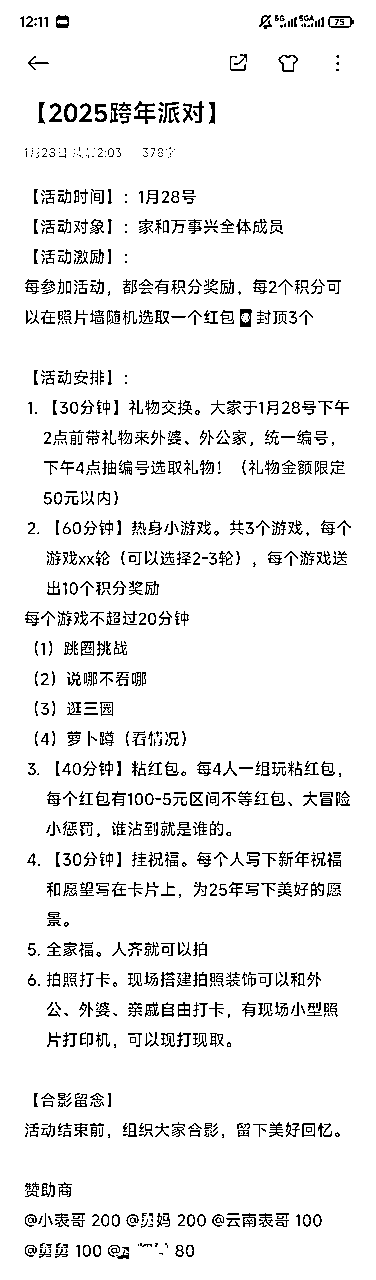 12:11
75
【2025跨年派对】
378字
【活动时间】：1月28号
【活动对象】：家和万事兴全体成员
【活动激励】：
每参加活动，都会有积分奖励，每2个积分可
以在照片墙随机选取一个红包🧧封顶3个
【活动安排】：
1. 【30分钟】礼物交换。大家于1月28号下午
2点前带礼物来外婆、外公家，统一编号，
下午4点抽编号选取礼物！（礼物金额限定
50元以内）
2. 【60分钟】热身小游戏。共3个游戏，每个
游戏xx轮（可以选择2-3轮），每个游戏送
出10个积分奖励
每个游戏不超过20分钟
（1）跳圈挑战
（2）说哪不看哪
（3）逛三园
（4）萝卜蹲（看情况）
3. 【40分钟】粘红包。每4人一组玩粘红包，
每个红包有100-5元区间不等红包、大冒险
小惩罚，谁沾到就是谁的。
4. 【30分钟】挂祝福。每个人写下新年祝福
和愿望写在卡片上，为25年写下美好的愿
景。
5. 全家福。人齐就可以拍
6. 拍照打卡。现场搭建拍照装饰可以和外
公、外婆、亲戚自由打卡，有现场小型照
片打印机，可以现打现取。
【合影留念】
活动结束前，组织大家合影，留下美好回忆。
赞助商
@小表哥 200 @舅妈 200 @云南表哥 100
@舅舅 100 @ 80